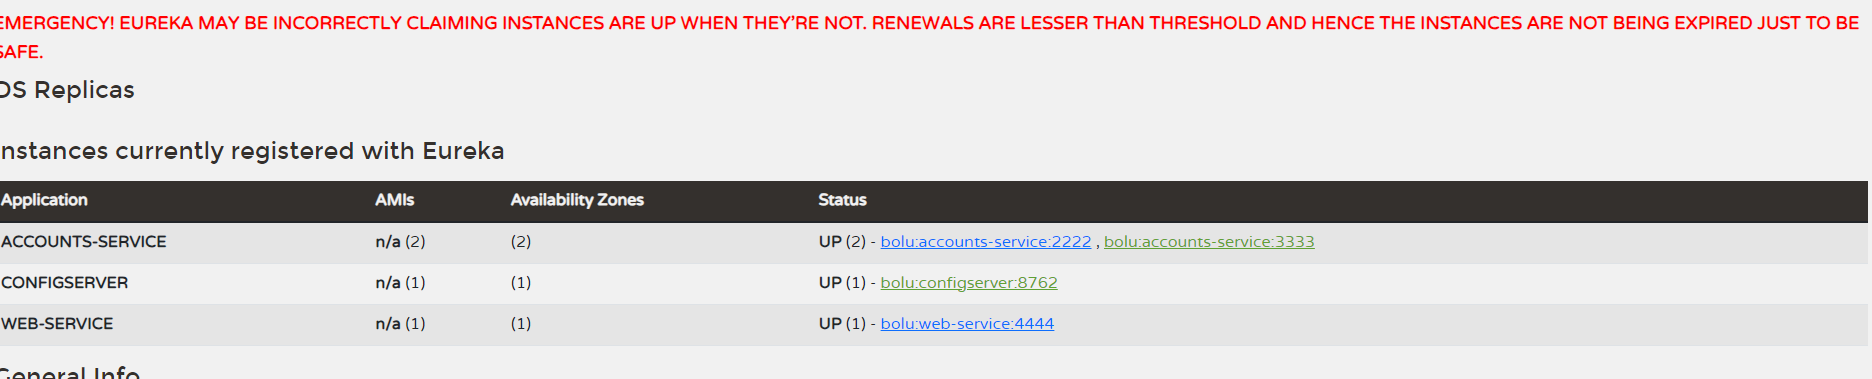 EMERGENCY! EUREKA MAY BE INCORRECTLY CLAIMING INSTANCES ARE UP WHEN THEY'RE NOT. RENEWALS ARE LESSER THAN THRESHOLD AND HENCE THE INSTANCES ARE NOT BEING EXPIRED JUST TO BE
SAFE.
DS Replicas
Instances currently registered with Eureka
Application AMIs Availability Zones Status
ACCOUNTS-SERVICE n/a (2) (2) UP (2) - bolu:accounts-service:2222 , bolu:accounts-service:3333
CONFIGSERVER n/a (1) (1) UP (1) - bolu:configserver:8762
WEB-SERVICE n/a (1) (1) UP (1) - bolu:web-service:4444
General Info